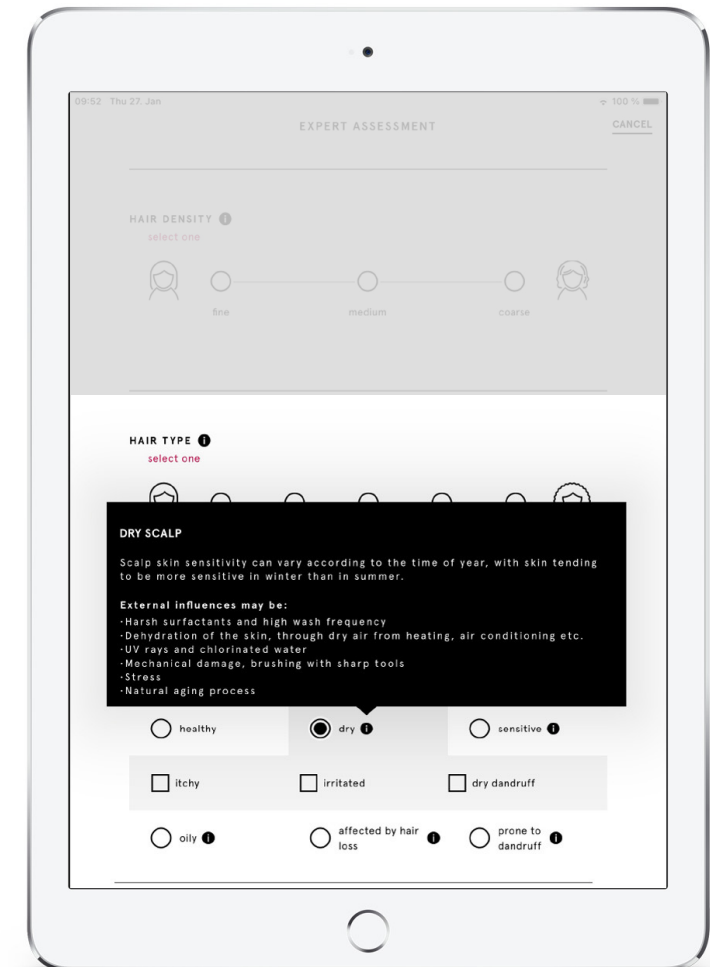 09:52 Thu 27. Jan
100 %
EXPERT ASSESSMENT
CANCEL
HAIR DENSITY
select one
fine
medium
coarse
HAIR TYPE
select one
DRY SCALP
Scalp skin sensitivity can vary according to the time of year, with skin tending
to be more sensitive in winter than in summer.
External influences may be:
·Harsh surfactants and high wash frequency
·Dehydration of the skin, through dry air from heating, air conditioning etc.
·UV rays and chlorinated water
·Mechanical damage, brushing with sharp tools
·Stress
·Natural aging process
healthy
dry
sensitive
itchy
irritated
dry dandruff
oily
affected by hair
loss
prone to
dandruff